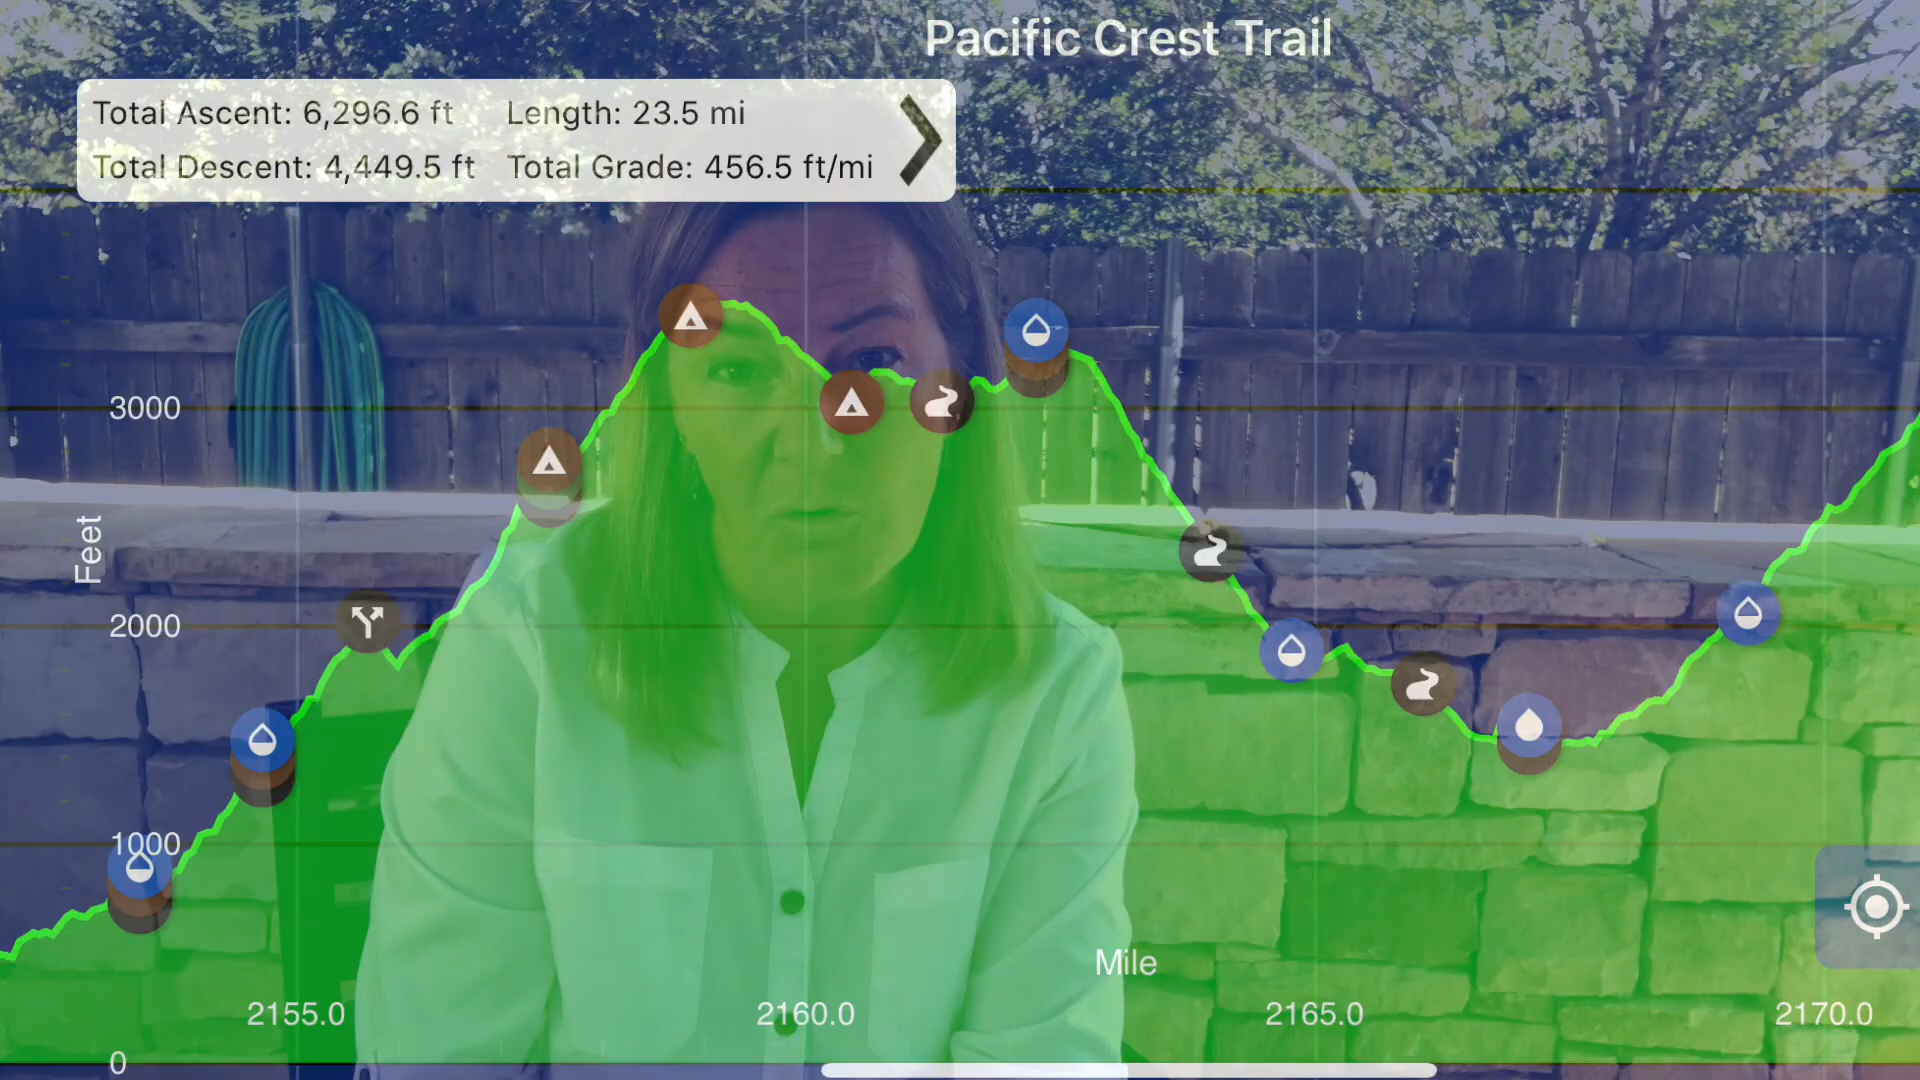 Pacific Crest Trail
Total Ascent: 6,296.6 ft Length: 23.5 mi
Total Descent: 4,449.5 ft Total Grade: 456.5 ft/mi
3000
Feet
2000
1000
Mile
2155.0 2160.0 2165.0 2170.0
0